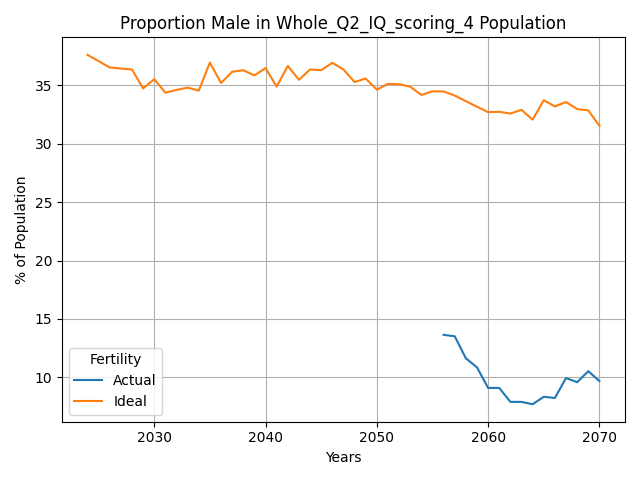 Proportion Male in Whole_Q2_IQ_scoring_4 Population
% of Population
35
30
25
20
15
10
Fertility
Actual
Ideal
2030
2040
2050
2060
2070
Years